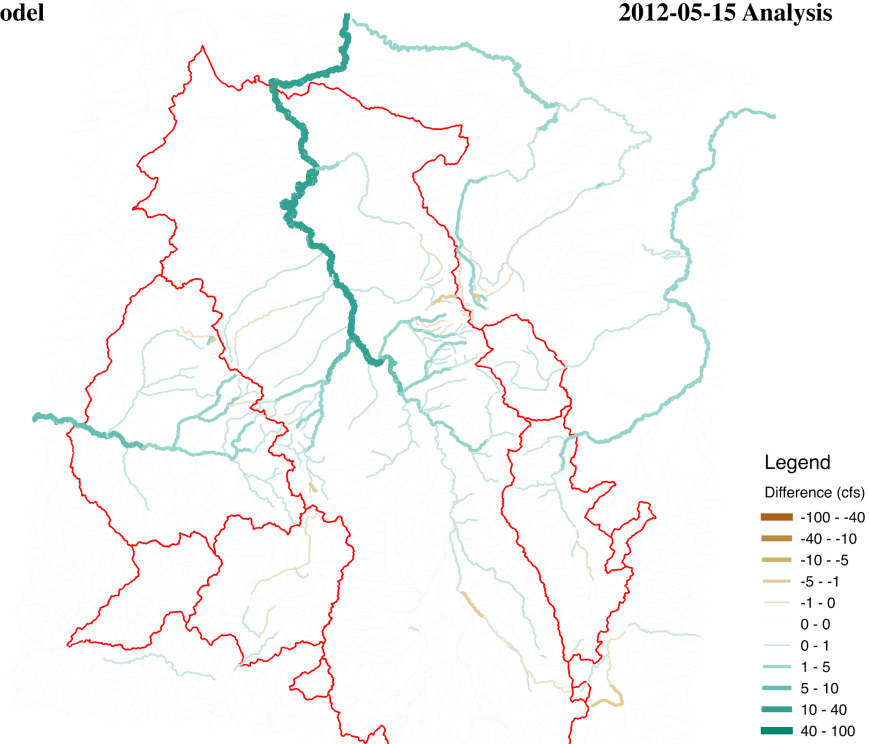 odel
2012-05-15 Analysis
Legend
Difference (cfs)
-100 - -40
-40 - -10
-10 - -5
-5 - -1
-1 - 0
0 - 0
0 - 1
1 - 5
5 - 10
10 - 40
40 - 100